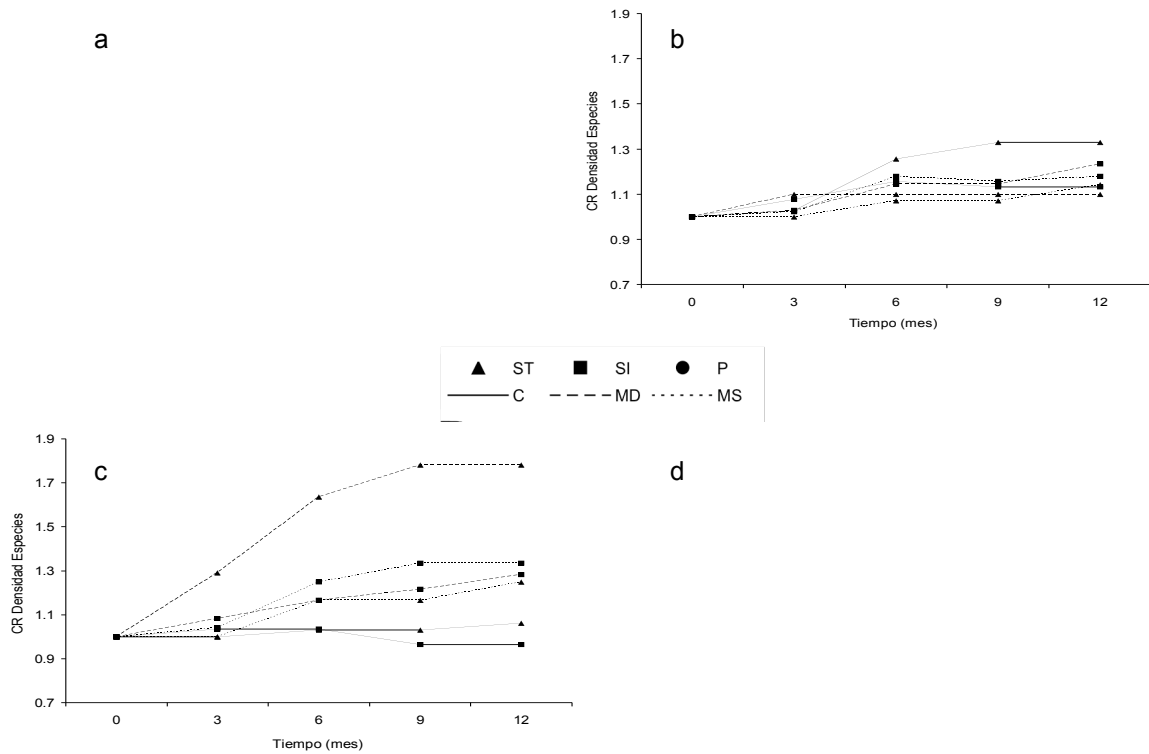 a
b
CR Densidad Especies
1.9
1.7
1.5
1.3
1.1
0.9
0.7
0 3 6 9 12
Tiempo (mes)
ST SI P
C MD MS
c
d
CR Densidad Especies
1.9
1.7
1.5
1.3
1.1
0.9
0.7
0 3 6 9 12
Tiempo (mes)